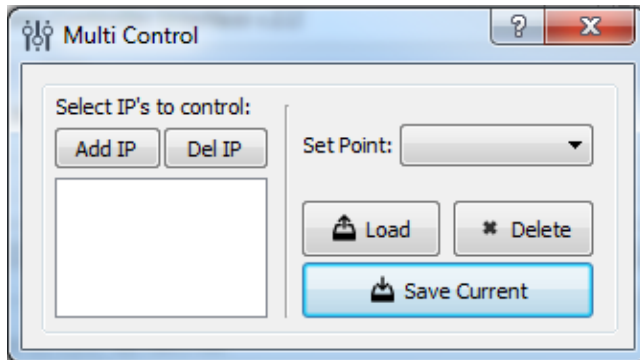 Multi Control
?
X
Select IP's to control:
Add IP
Del IP
Set Point:
Load
Delete
Save Current